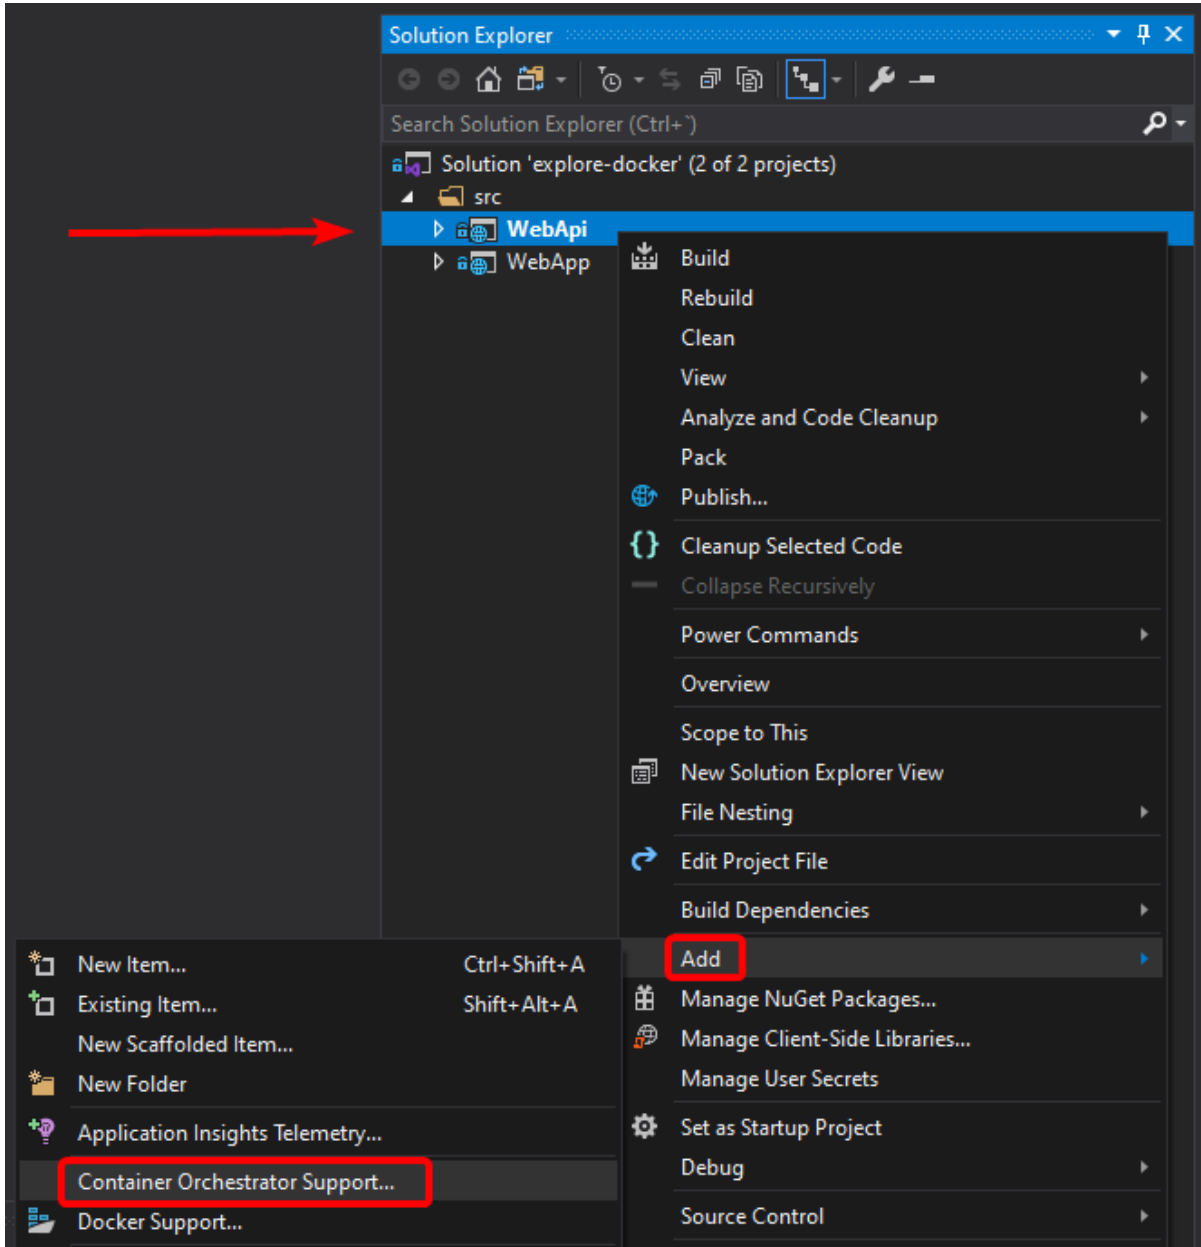 Solution Explorer
Search Solution Explorer (Ctrl+`)
Solution 'explore-docker' (2 of 2 projects)
src
WebApi
WebApp
Build
Rebuild
Clean
View
Analyze and Code Cleanup
Pack
Publish...
Cleanup Selected Code
Collapse Recursively
Power Commands
Overview
Scope to This
New Solution Explorer View
File Nesting
Edit Project File
Build Dependencies
Add
Manage NuGet Packages...
Manage Client-Side Libraries...
Manage User Secrets
Set as Startup Project
Debug
Source Control
New Item... Ctrl+Shift+A
Existing Item... Shift+Alt+A
New Scaffolded Item...
New Folder
Application Insights Telemetry...
Container Orchestrator Support...
Docker Support...